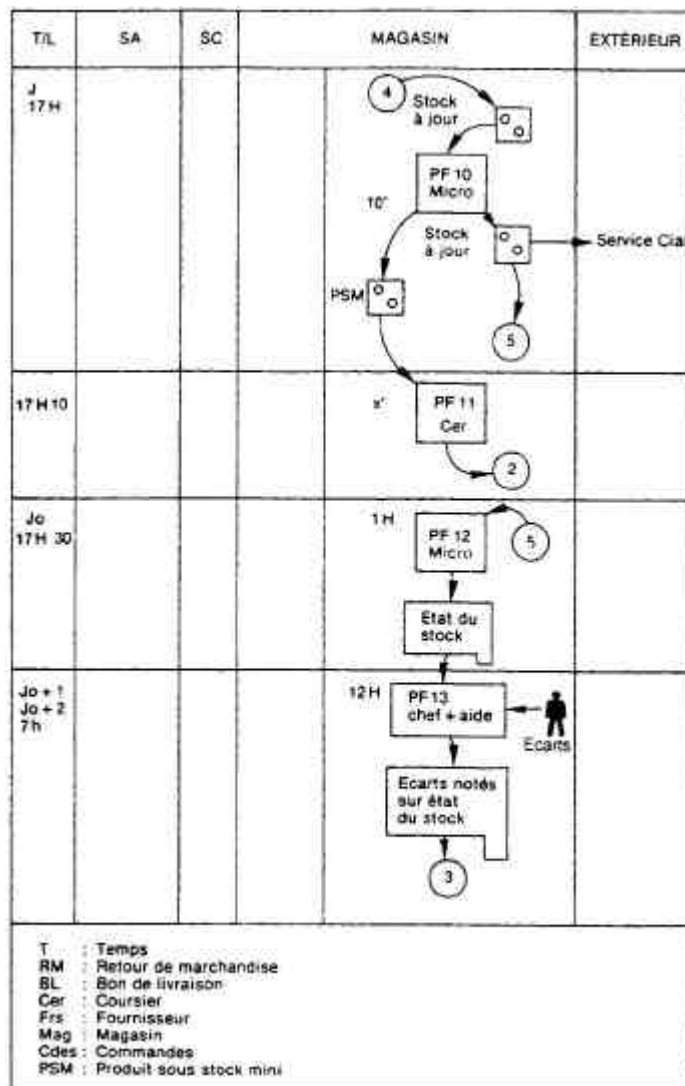 T/L SA SC MAGASIN EXTÉRIEUR
J
17 H
4
Stock
à jour
PF 10
Micro
10'
Stock
à jour
Service Cial
PSM
5
17 H 10
PF 11
Cer
2
Jo
17H 30
1 H
PF 12
Micro
5
Etat du
stock
Jo + 1
Jo + 2
7h
12 H
PF 13
chef + aide
Ecarts
Ecarts notés
sur état
du stock
3
T : Temps
RM : Retour de marchandise
BL : Bon de livraison
Cer : Coursier
Frs : Fournisseur
Mag : Magasin
Cdes : Commandes
PSM : Produit sous stock mini